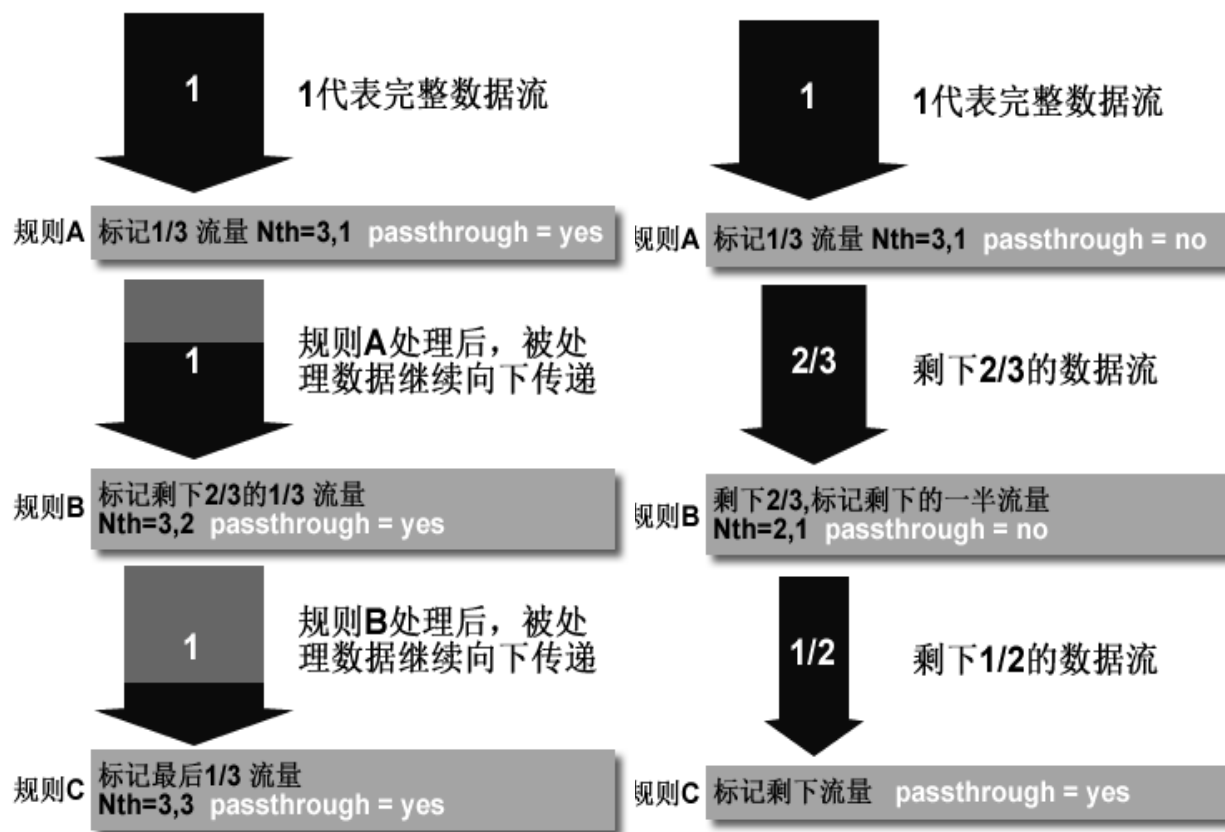 1
1代表完整数据流
规则A
标记1/3 流量 Nth=3,1 passthrough = yes
1
规则A处理后，被处
理数据继续向下传递
规则B
标记剩下2/3的1/3 流量
Nth=3,2 passthrough = yes
1
规则B处理后，被处
理数据继续向下传递
规则C
标记最后1/3 流量
Nth=3,3 passthrough = yes
1
1代表完整数据流
规则A
标记1/3 流量 Nth=3,1 passthrough = no
2/3
剩下2/3的数据流
规则B
剩下2/3,标记剩下的一半流量
Nth=2,1 passthrough = no
1/2
剩下1/2的数据流
规则C
标记剩下流量 passthrough = yes